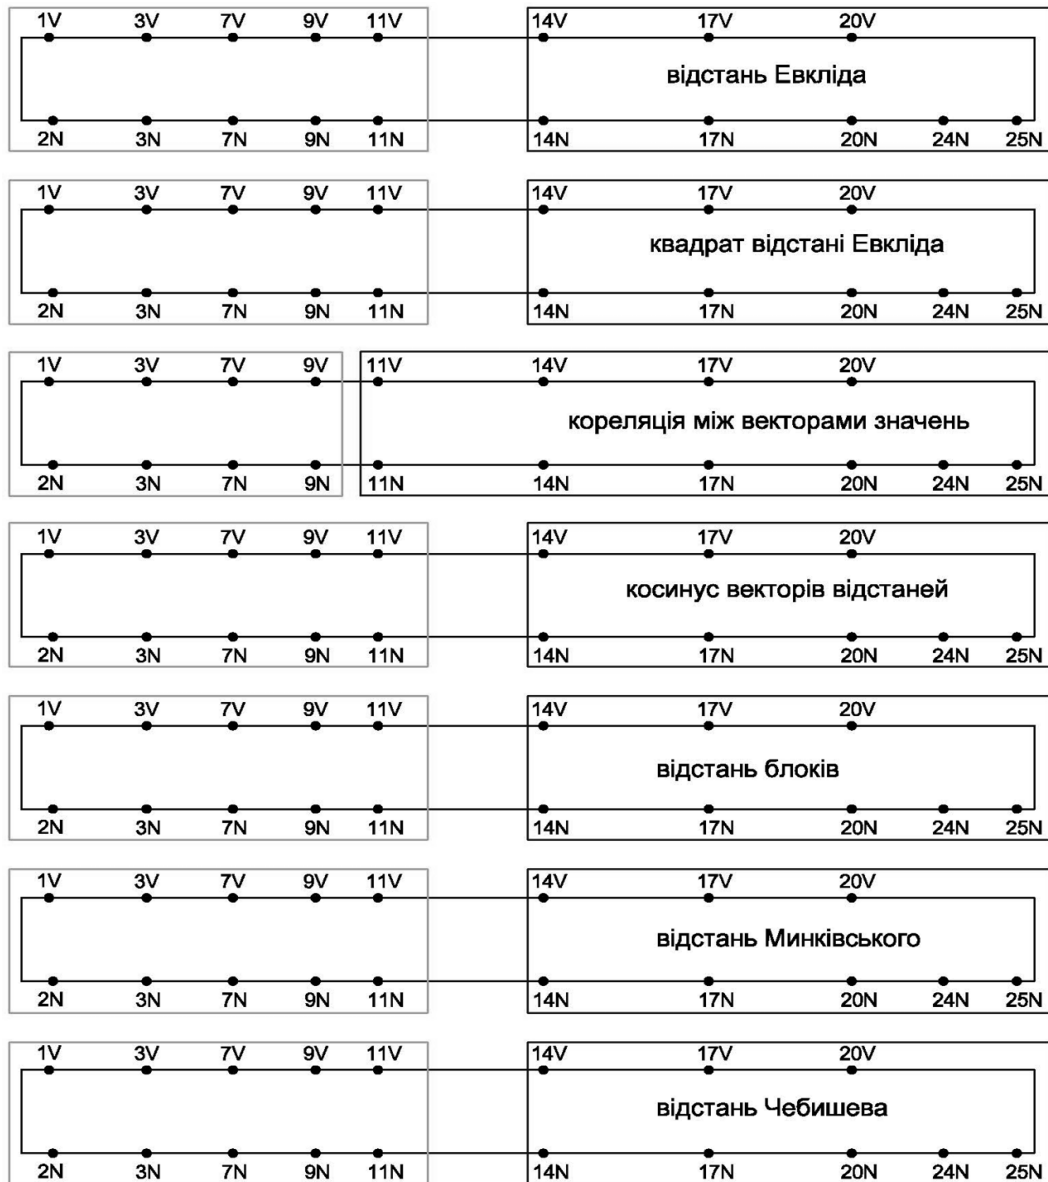 1V 3V 7V 9V 11V 14V 17V 20V
відстань Евкліда
2N 3N 7N 9N 11N 14N 17N 20N 24N 25N
1V 3V 7V 9V 11V 14V 17V 20V
квадрат відстані Евкліда
2N 3N 7N 9N 11N 14N 17N 20N 24N 25N
1V 3V 7V 9V 11V 14V 17V 20V
кореляція між векторами значень
2N 3N 7N 9N 11N 14N 17N 20N 24N 25N
1V 3V 7V 9V 11V 14V 17V 20V
косинус векторів відстаней
2N 3N 7N 9N 11N 14N 17N 20N 24N 25N
1V 3V 7V 9V 11V 14V 17V 20V
відстань блоків
2N 3N 7N 9N 11N 14N 17N 20N 24N 25N
1V 3V 7V 9V 11V 14V 17V 20V
відстань Минківського
2N 3N 7N 9N 11N 14N 17N 20N 24N 25N
1V 3V 7V 9V 11V 14V 17V 20V
відстань Чебишева
2N 3N 7N 9N 11N 14N 17N 20N 24N 25N